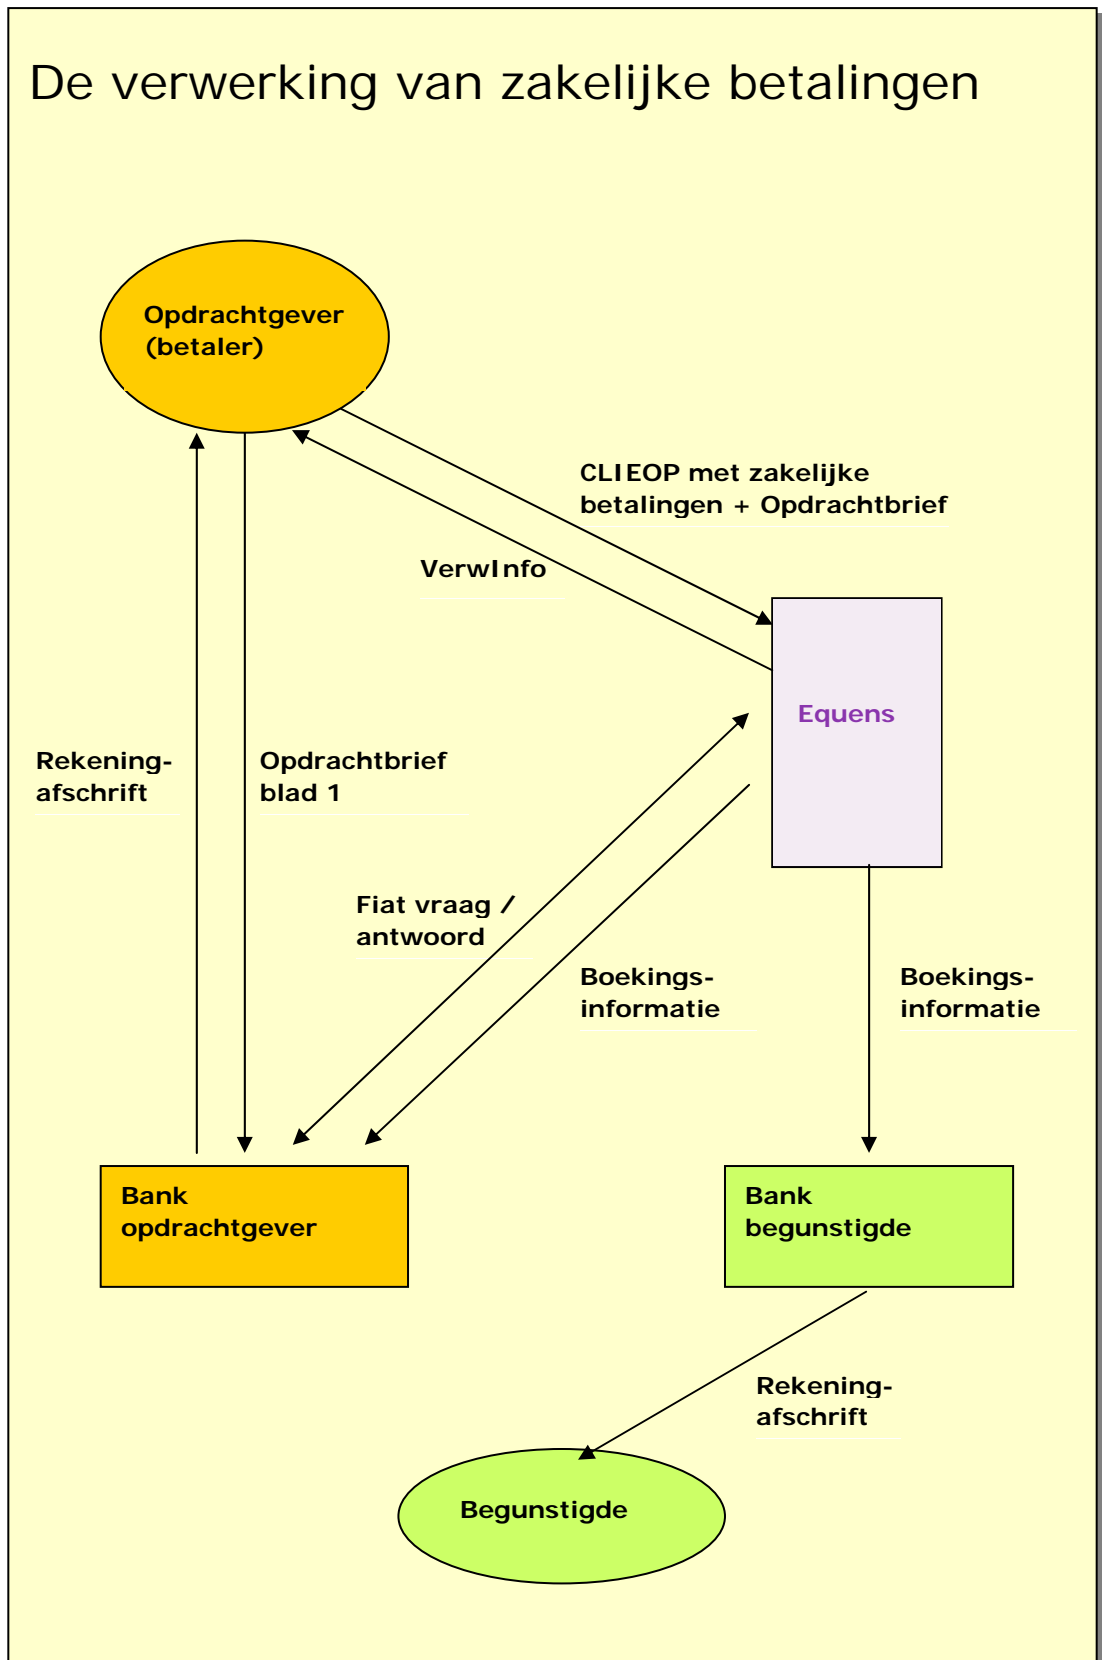 De verwerking van zakelijke betalingen
Opdrachtgever
(betaler)
CLIEOP met zakelijke
betalingen + Opdrachtbrief
VerwInfo
Equens
Rekening-
afschrift
Opdrachtbrief
blad 1
Fiat vraag /
antwoord
Boekings-
informatie
Boekings-
informatie
Bank
opdrachtgever
Bank
begunstigde
Rekening-
afschrift
Begunstigde